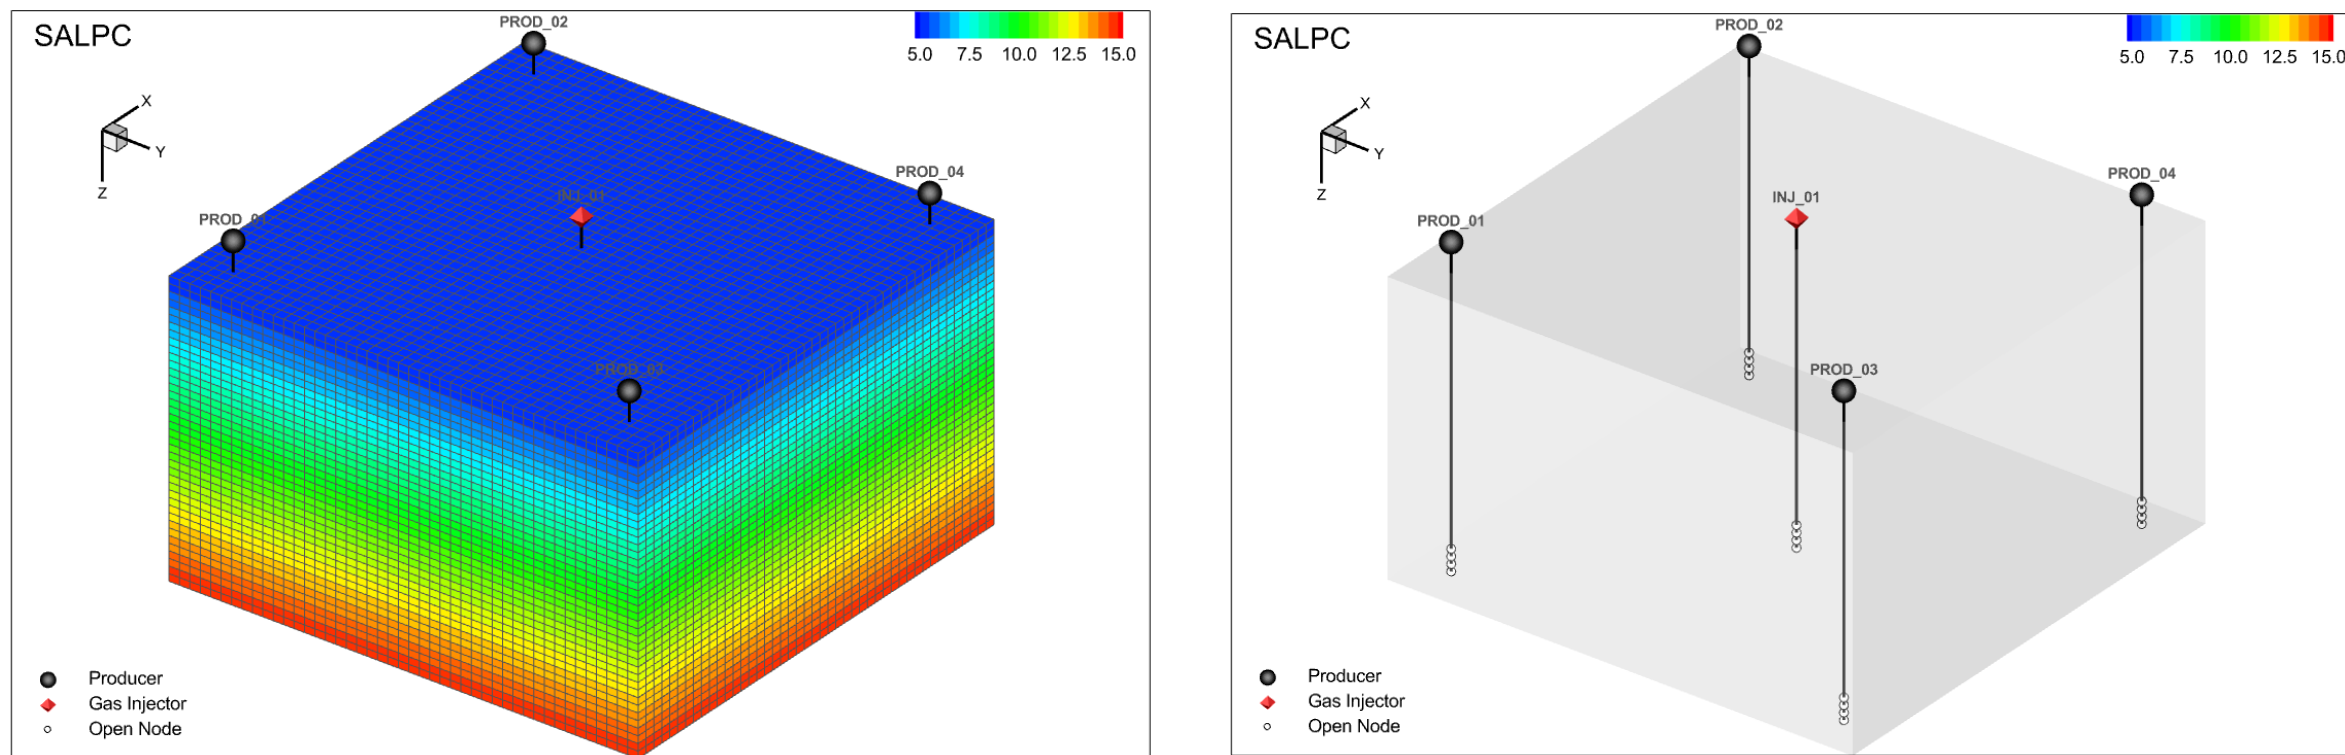 SALPC
PROD_02
5.0 7.5 10.0 12.5 15.0
X
Y
Z
PROD_04
INJ_01
PROD_01
PROD_03
Producer
Gas Injector
Open Node
SALPC
PROD_02
5.0 7.5 10.0 12.5 15.0
X
Y
Z
PROD_04
INJ_01
PROD_01
PROD_03
Producer
Gas Injector
Open Node